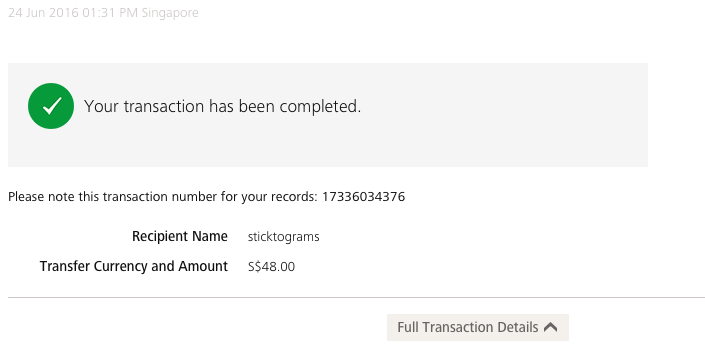 24 Jun 2016 01:31 PM Singapore
Your transaction has been completed.
Please note this transaction number for your records: 17336034376
Recipient Name sticktograms
Transfer Currency and Amount S$48.00
Full Transaction Details